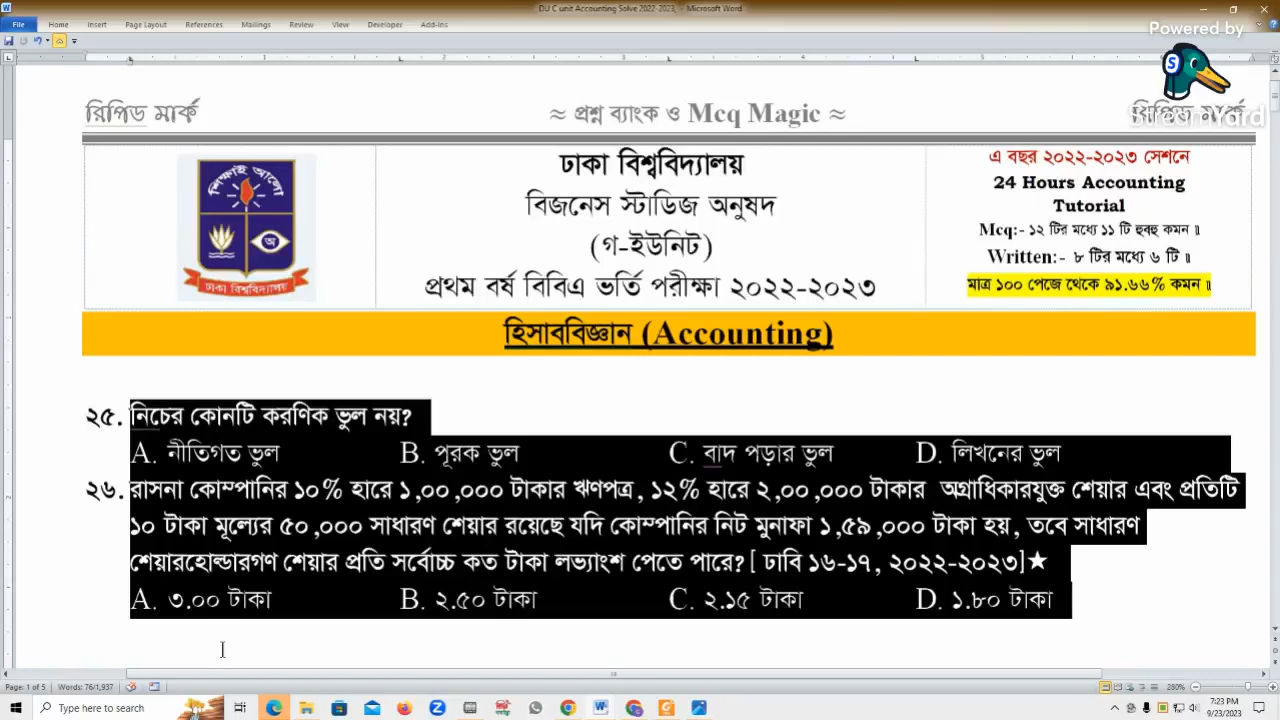 DU C unit Accounting Solve 2022-2023_ - Microsoft Word
Powered by
StreamYard
File Home Insert Page Layout References Mailings Review View Developer Add-Ins
রিপিড মার্ক ≈ প্রশ্ন ব্যাংক ও Mcq Magic ≈ রিপিড মার্ক
শিক্ষাই আলো
অ
ঢাকা বিশ্ববিদ্যালয়
ঢাকা বিশ্ববিদ্যালয়
বিজনেস স্টাডিজ অনুষদ
(গ-ইউনিট)
প্রথম বর্ষ বিবিএ ভর্তি পরীক্ষা ২০২২-২০২৩
এ বছর ২০২২-২০২৩ সেশনে
24 Hours Accounting
Tutorial
Mcq:- ১২ টির মধ্যে ১১ টি হুবহু কমন ॥
Written:- ৮ টির মধ্যে ৬ টি ॥
মাত্র ১০০ পেজে থেকে ৯১.৬৬% কমন ॥
হিসাববিজ্ঞান (Accounting)
২৫. নিচের কোনটি করণিক ভুল নয়?
A. নীতিগত ভুল B. পূরক ভুল C. বাদ পড়ার ভুল D. লিখনের ভুল
২৬. রাসনা কোম্পানির ১০% হারে ১,০০,০০০ টাকার ঋণপত্র, ১২% হারে ২,০০,০০০ টাকার অগ্রাধিকারযুক্ত শেয়ার এবং প্রতিটি
১০ টাকা মূল্যের ৫০,০০০ সাধারণ শেয়ার রয়েছে যদি কোম্পানির নিট মুনাফা ১,৫৯,০০০ টাকা হয়, তবে সাধারণ
শেয়ারহোল্ডারগণ শেয়ার প্রতি সর্বোচ্চ কত টাকা লভ্যাংশ পেতে পারে? [ ঢাবি ১৬-১৭, ২০২২-২০২৩]★
A. ৩.০০ টাকা B. ২.৫০ টাকা C. ২.১৫ টাকা D. ১.৮০ টাকা
Page: 1 of 5 Words: 76/1,937 280%
Type here to search
7:23 PM
9/23/2023